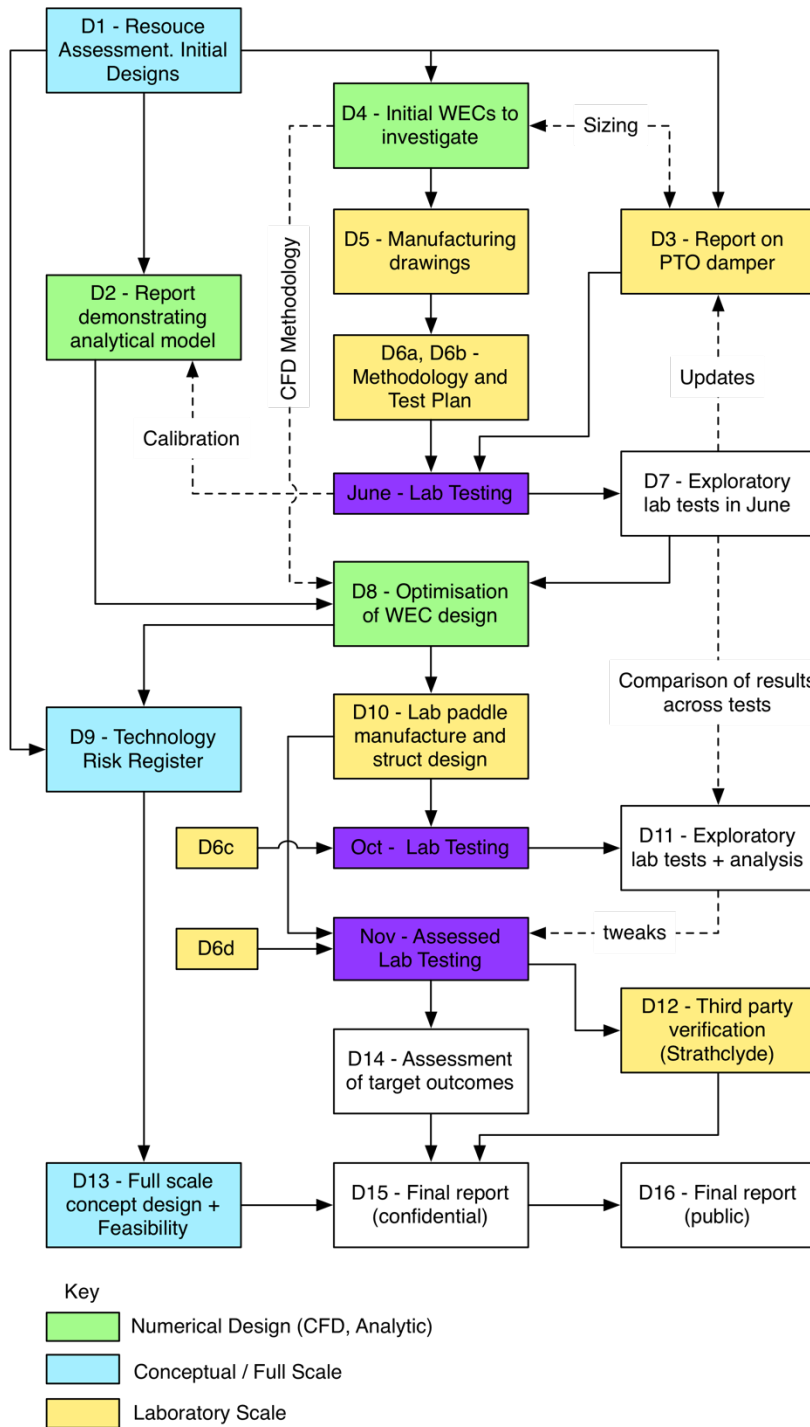 D1 - Resouce
Assessment. Initial
Designs
D4 - Initial WECs to
investigate
Sizing
D5 - Manufacturing
drawings
D3 - Report on
PTO damper
D2 - Report
demonstrating
analytical model
CFD Methodology
D6a, D6b -
Methodology and
Test Plan
Updates
Calibration
June - Lab Testing
D7 - Exploratory
lab tests in June
D8 - Optimisation
of WEC design
Comparison of results
across tests
D9 - Technology
Risk Register
D10 - Lab paddle
manufacture and
struct design
D6c
Oct - Lab Testing
D11 - Exploratory
lab tests + analysis
D6d
Nov - Assessed
Lab Testing
tweaks
D12 - Third party
verification
(Strathclyde)
D14 - Assessment
of target outcomes
D13 - Full scale
concept design +
Feasibility
D15 - Final report
(confidential)
D16 - Final report
(public)
Key
Numerical Design (CFD, Analytic)
Conceptual / Full Scale
Laboratory Scale